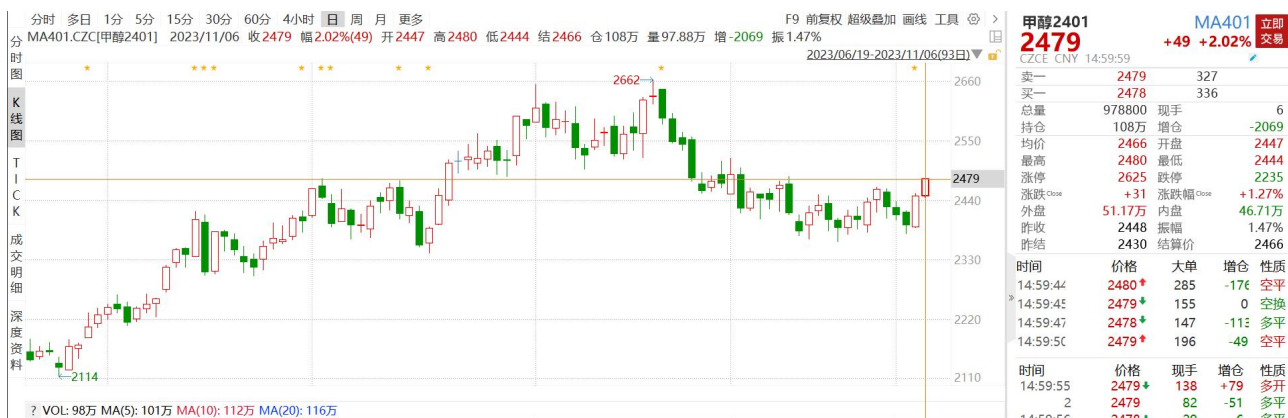 分时 多日 1分 5分 15分 30分 60分 4小时 日 周 月 更多 F9 前复权 超级叠加 画线 工具
MA401.CZC[甲醇2401] 2023/11/06 收2479 幅2.02%(49) 开2447 高2480 低2444 结2466 仓108万 量97.88万 增-2069 振1.47%
2023/06/19-2023/11/06(93日)
分时图
K线图
TICK
成交明细
深度资料
2662
2660
2550
2479
2440
2330
2220
2110
2114
? VOL: 98万 MA(5): 101万 MA(10): 112万 MA(20): 116万
甲醇2401 MA401 立即交易
2479 +49 +2.02%
CZCE CNY 14:59:59
卖一 2479 327
买一 2478 336
总量 978800 现手 6
持仓 108万 增仓 -2069
均价 2466 开盘 2447
最高 2480 最低 2444
涨停 2625 跌停 2235
涨跌Close +31 涨跌幅Close +1.27%
外盘 51.17万 内盘 46.71万
昨收 2448 振幅 1.47%
昨结 2430 结算价 2466
时间 价格 大单 增仓 性质
14:59:44 2480 285 -176 空平
14:59:45 2479 155 0 空换
14:59:47 2478 147 -113 多平
14:59:50 2479 196 -49 空平
时间 价格 现手 增仓 性质
14:59:55 2479 138 +79 多开
2 2479 82 -51 多平